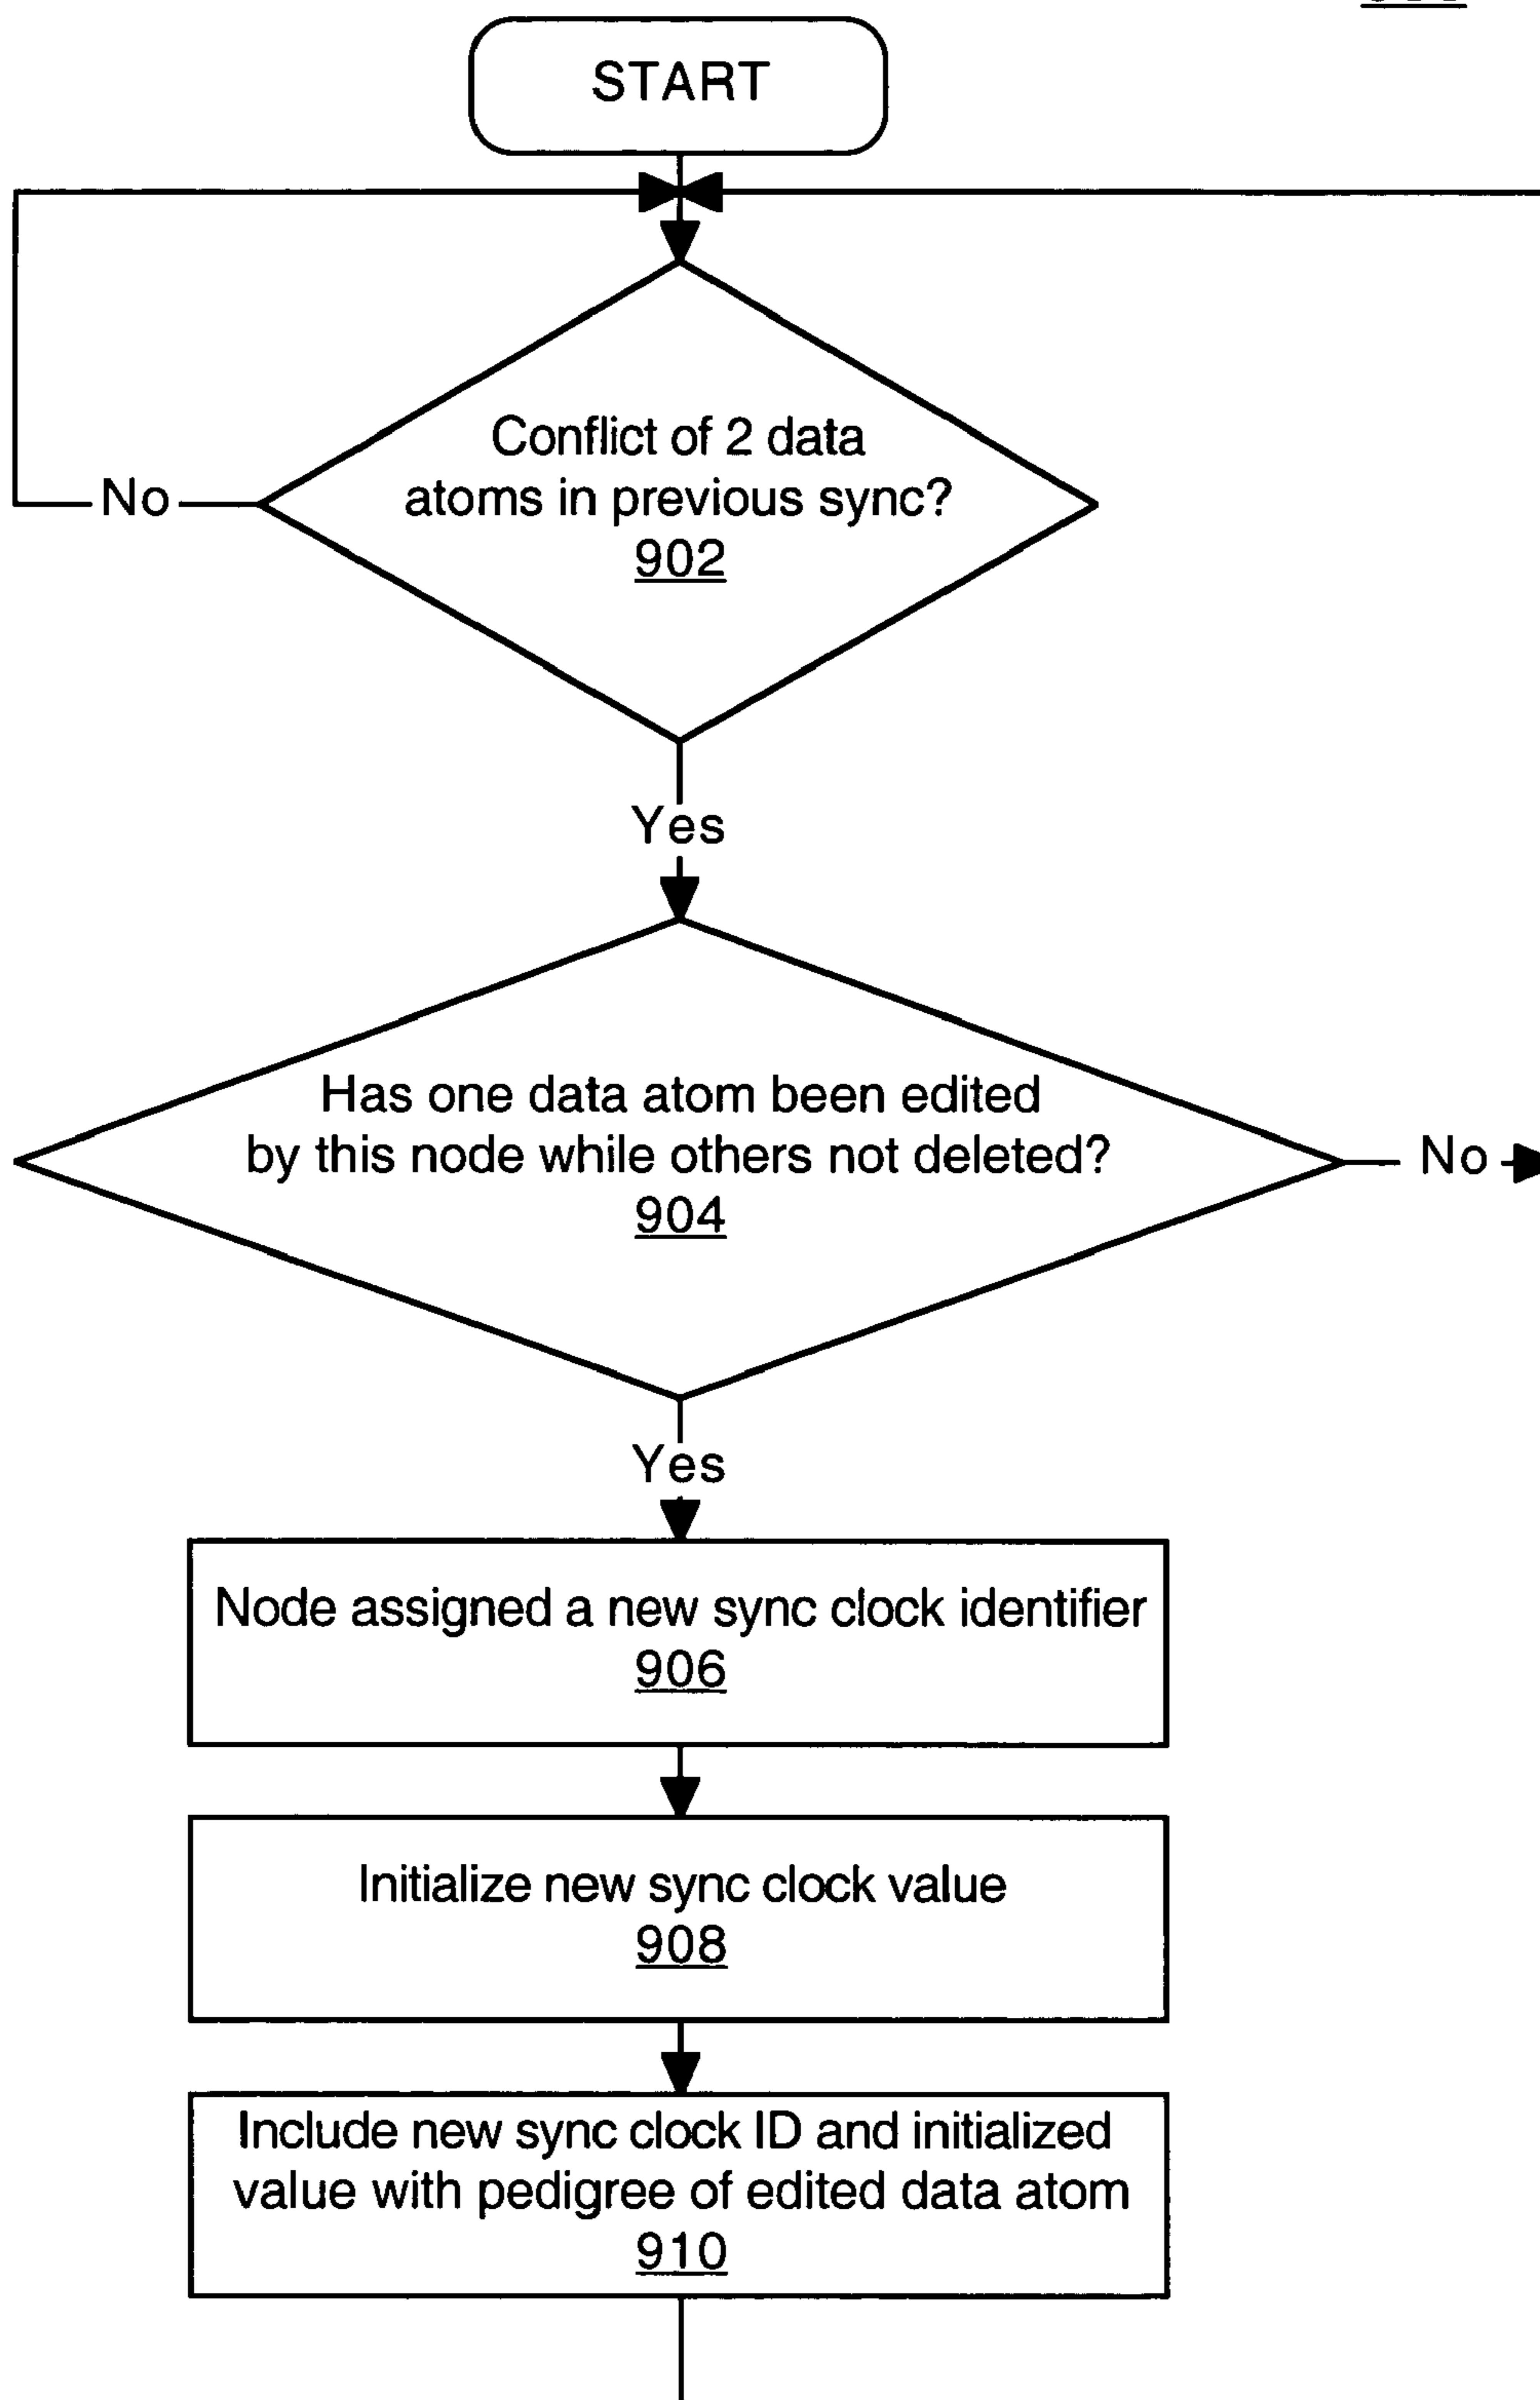 START
Conflict of 2 data
atoms in previous sync?
902
No
Yes
Has one data atom been edited
by this node while others not deleted?
904
No
Yes
Node assigned a new sync clock identifier
906
Initialize new sync clock value
908
Include new sync clock ID and initialized
value with pedigree of edited data atom
910